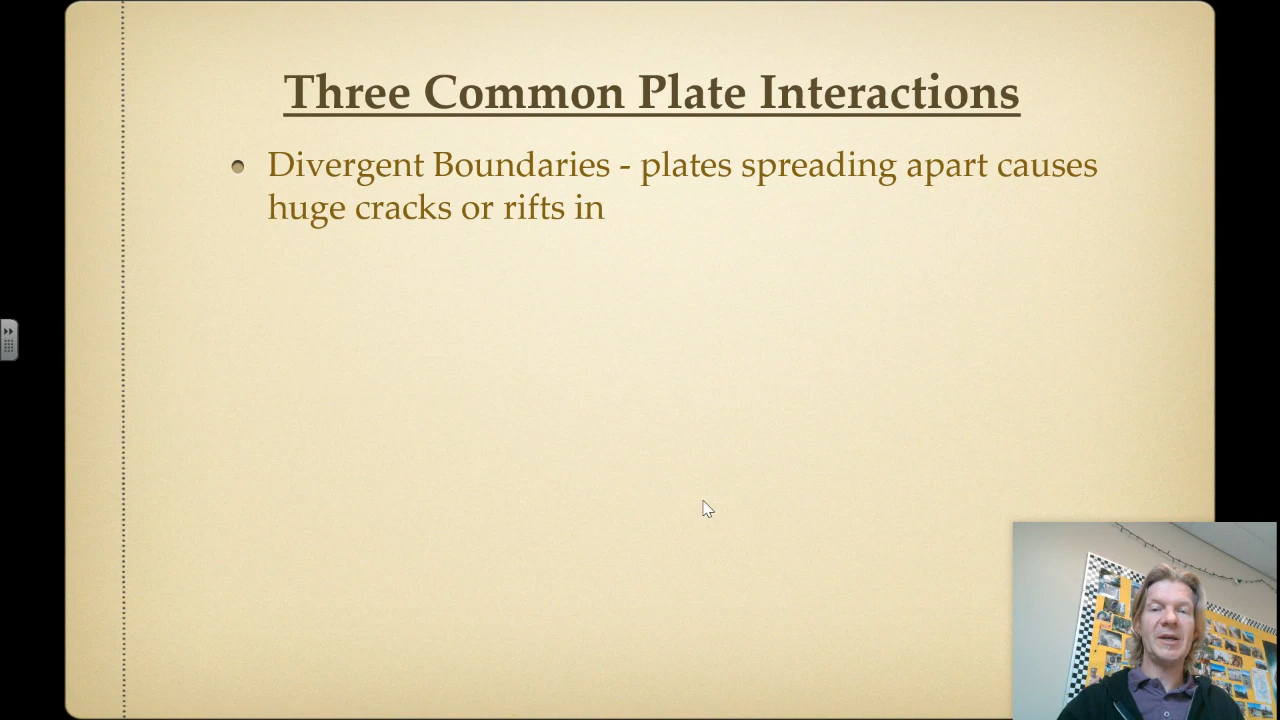 Three Common Plate Interactions
Divergent Boundaries - plates spreading apart causes
huge cracks or rifts in